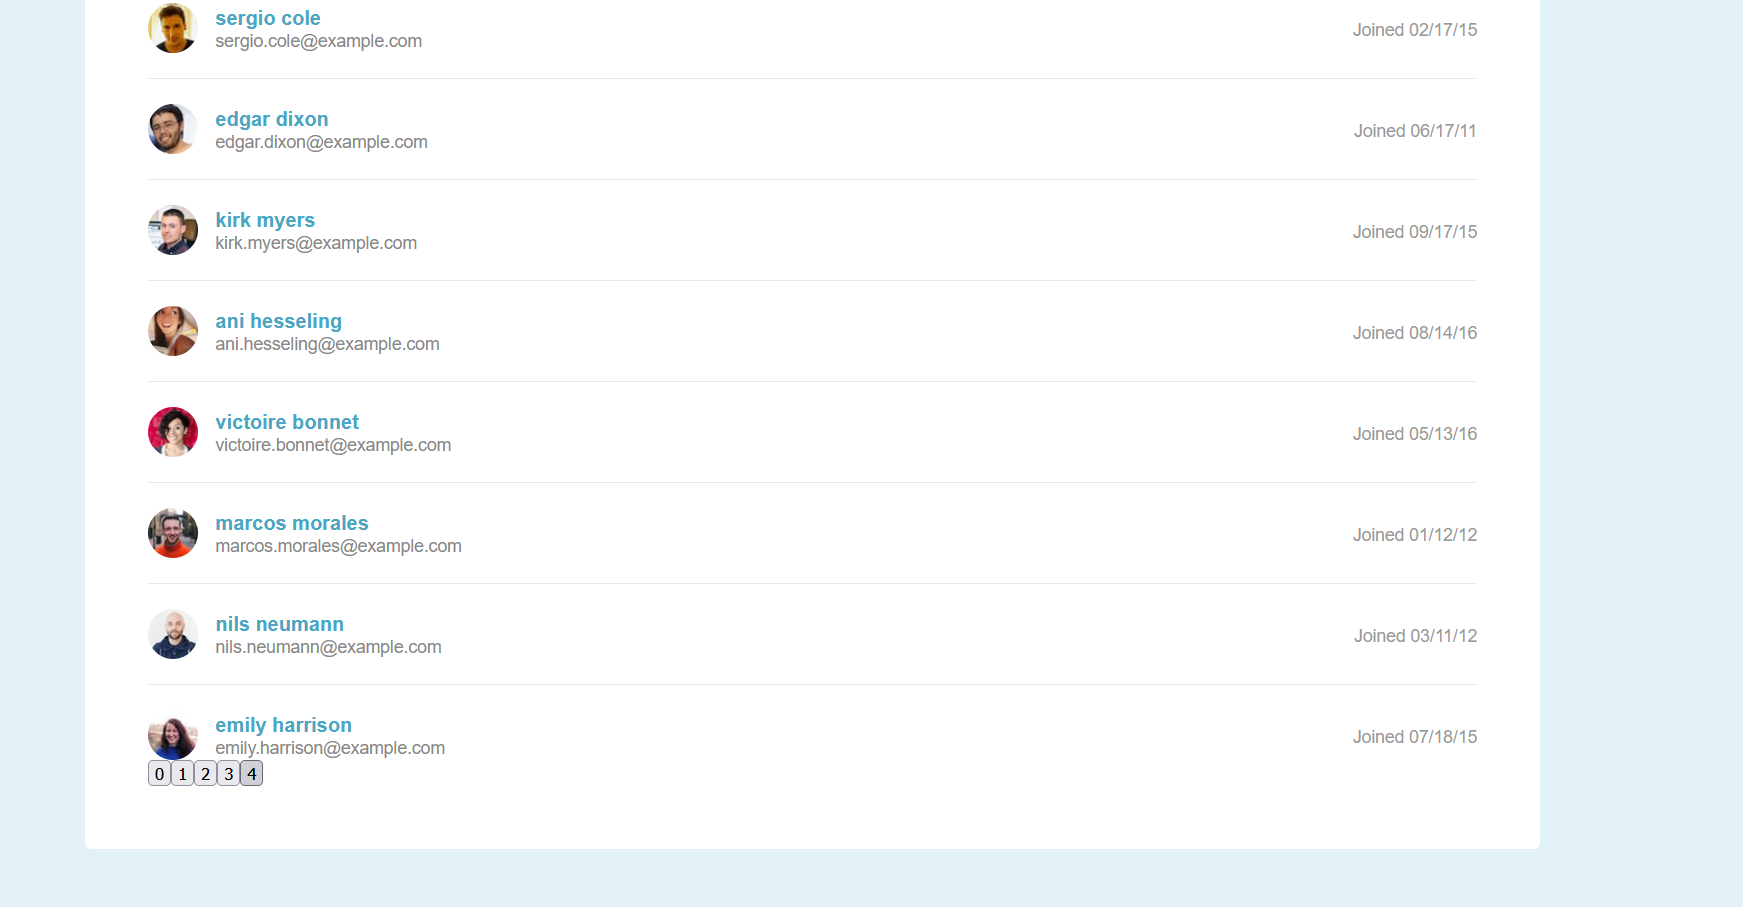 sergio cole
sergio.cole@example.com
Joined 02/17/15
edgar dixon
edgar.dixon@example.com
Joined 06/17/11
kirk myers
kirk.myers@example.com
Joined 09/17/15
ani hesseling
ani.hesseling@example.com
Joined 08/14/16
victoire bonnet
victoire.bonnet@example.com
Joined 05/13/16
marcos morales
marcos.morales@example.com
Joined 01/12/12
nils neumann
nils.neumann@example.com
Joined 03/11/12
emily harrison
emily.harrison@example.com
Joined 07/18/15
0 1 2 3 4